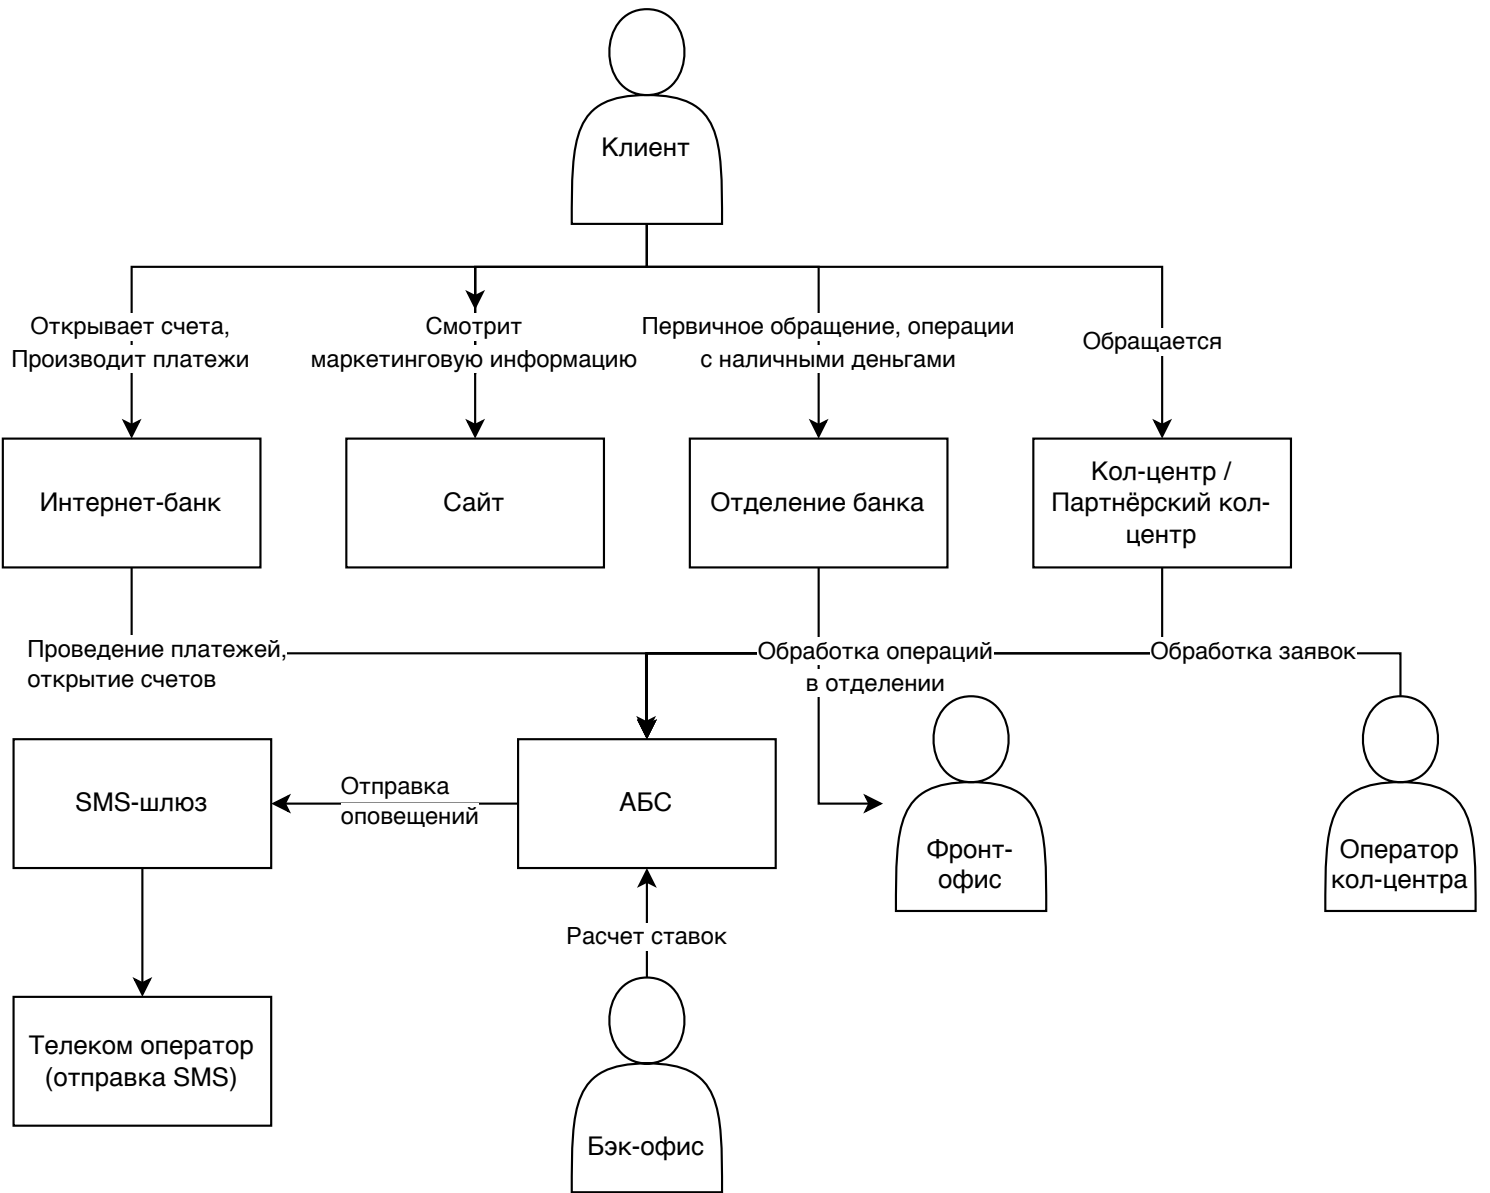 Клиент
Открывает счета,
Производит платежи
Смотрит
маркетинговую информацию
Первичное обращение, операции
с наличными деньгами
Обращается
Интернет-банк
Сайт
Отделение банка
Кол-центр /
Партнёрский кол-
центр
Проведение платежей,
открытие счетов
Обработка операций
в отделении
Обработка заявок
SMS-шлюз
Отправка
оповещений
АБС
Фронт-
офис
Оператор
кол-центра
Расчет ставок
Телеком оператор
(отправка SMS)
Бэк-офис